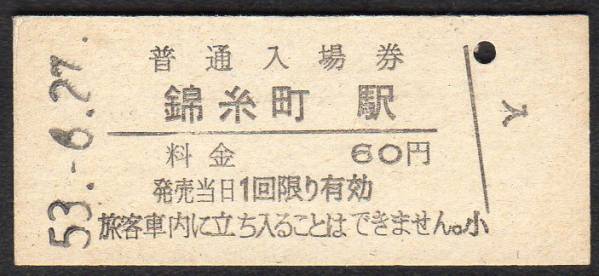 普通入場券
錦糸町 駅
料金 60円
発売当日1回限り有効
旅客車内に立ち入ることはできません。小
53.-6.27.